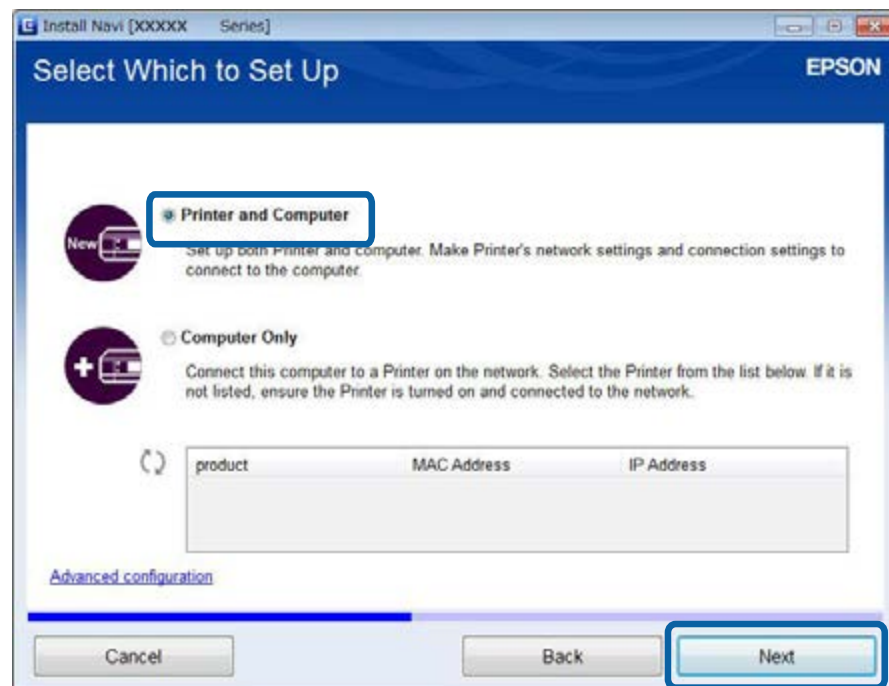 Install Navi [XXXXX Series]
Select Which to Set Up
EPSON
New
Printer and Computer
Set up both Printer and computer. Make Printer's network settings and connection settings to
connect to the computer.
Computer Only
Connect this computer to a Printer on the network. Select the Printer from the list below. If it is
not listed, ensure the Printer is turned on and connected to the network.
product MAC Address IP Address
Advanced configuration
Cancel Back Next